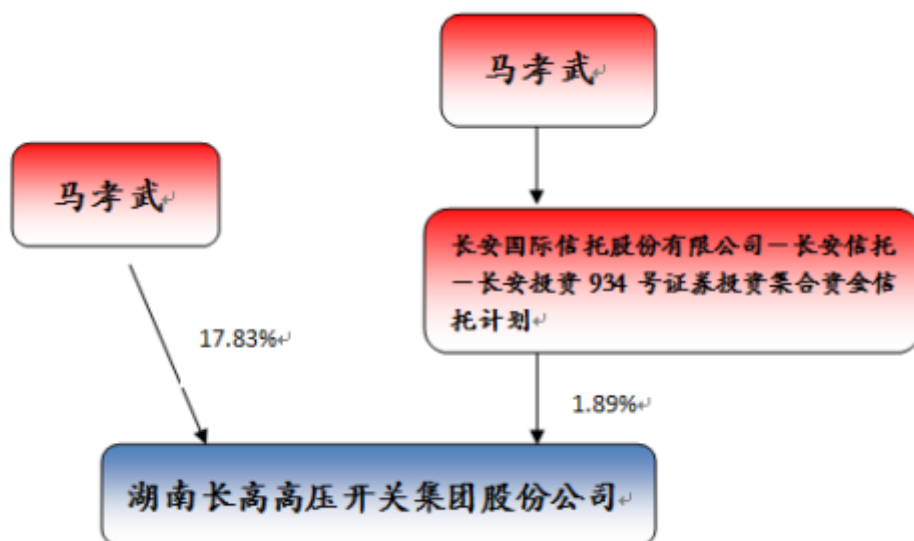 马孝武
马孝武
长安国际信托股份有限公司－长安信托
－长安投资 934 号证券投资集合资金信
托计划
17.83%
1.89%
湖南长高高压开关集团股份公司